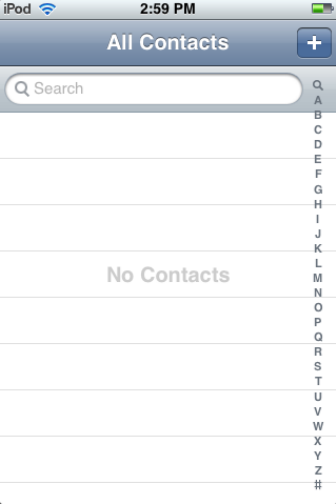 iPod 2:59 PM
All Contacts +
Search
A
B
C
D
E
F
G
H
I
J
K
L
No Contacts
M
N
O
P
Q
R
S
T
U
V
W
X
Y
Z
#